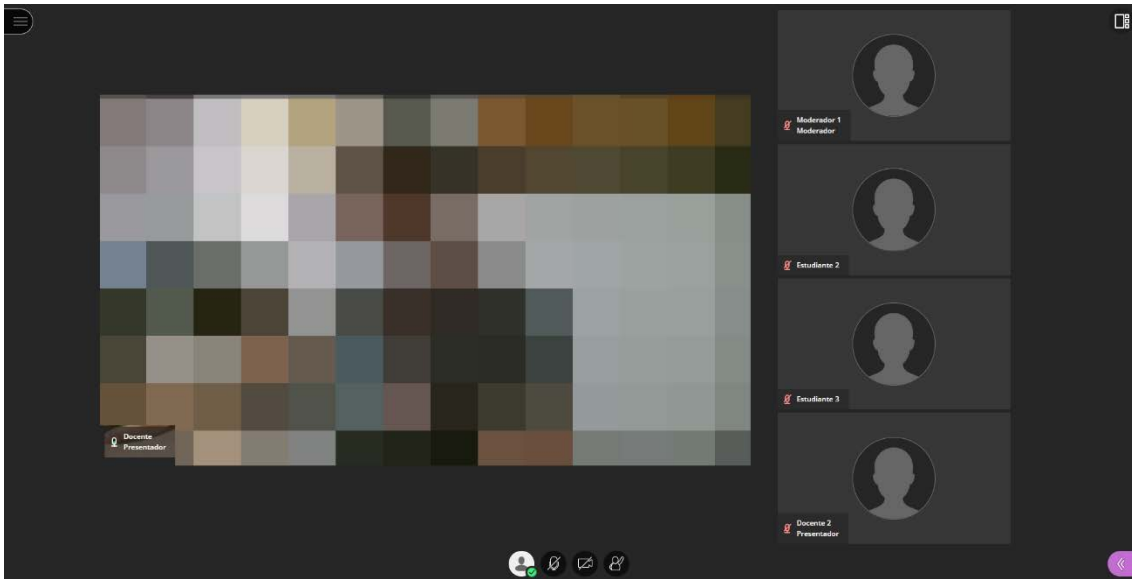 Docente
Presentador
Moderador 1
Moderador
Estudiante 2
Estudiante 3
Docente 2
Presentador